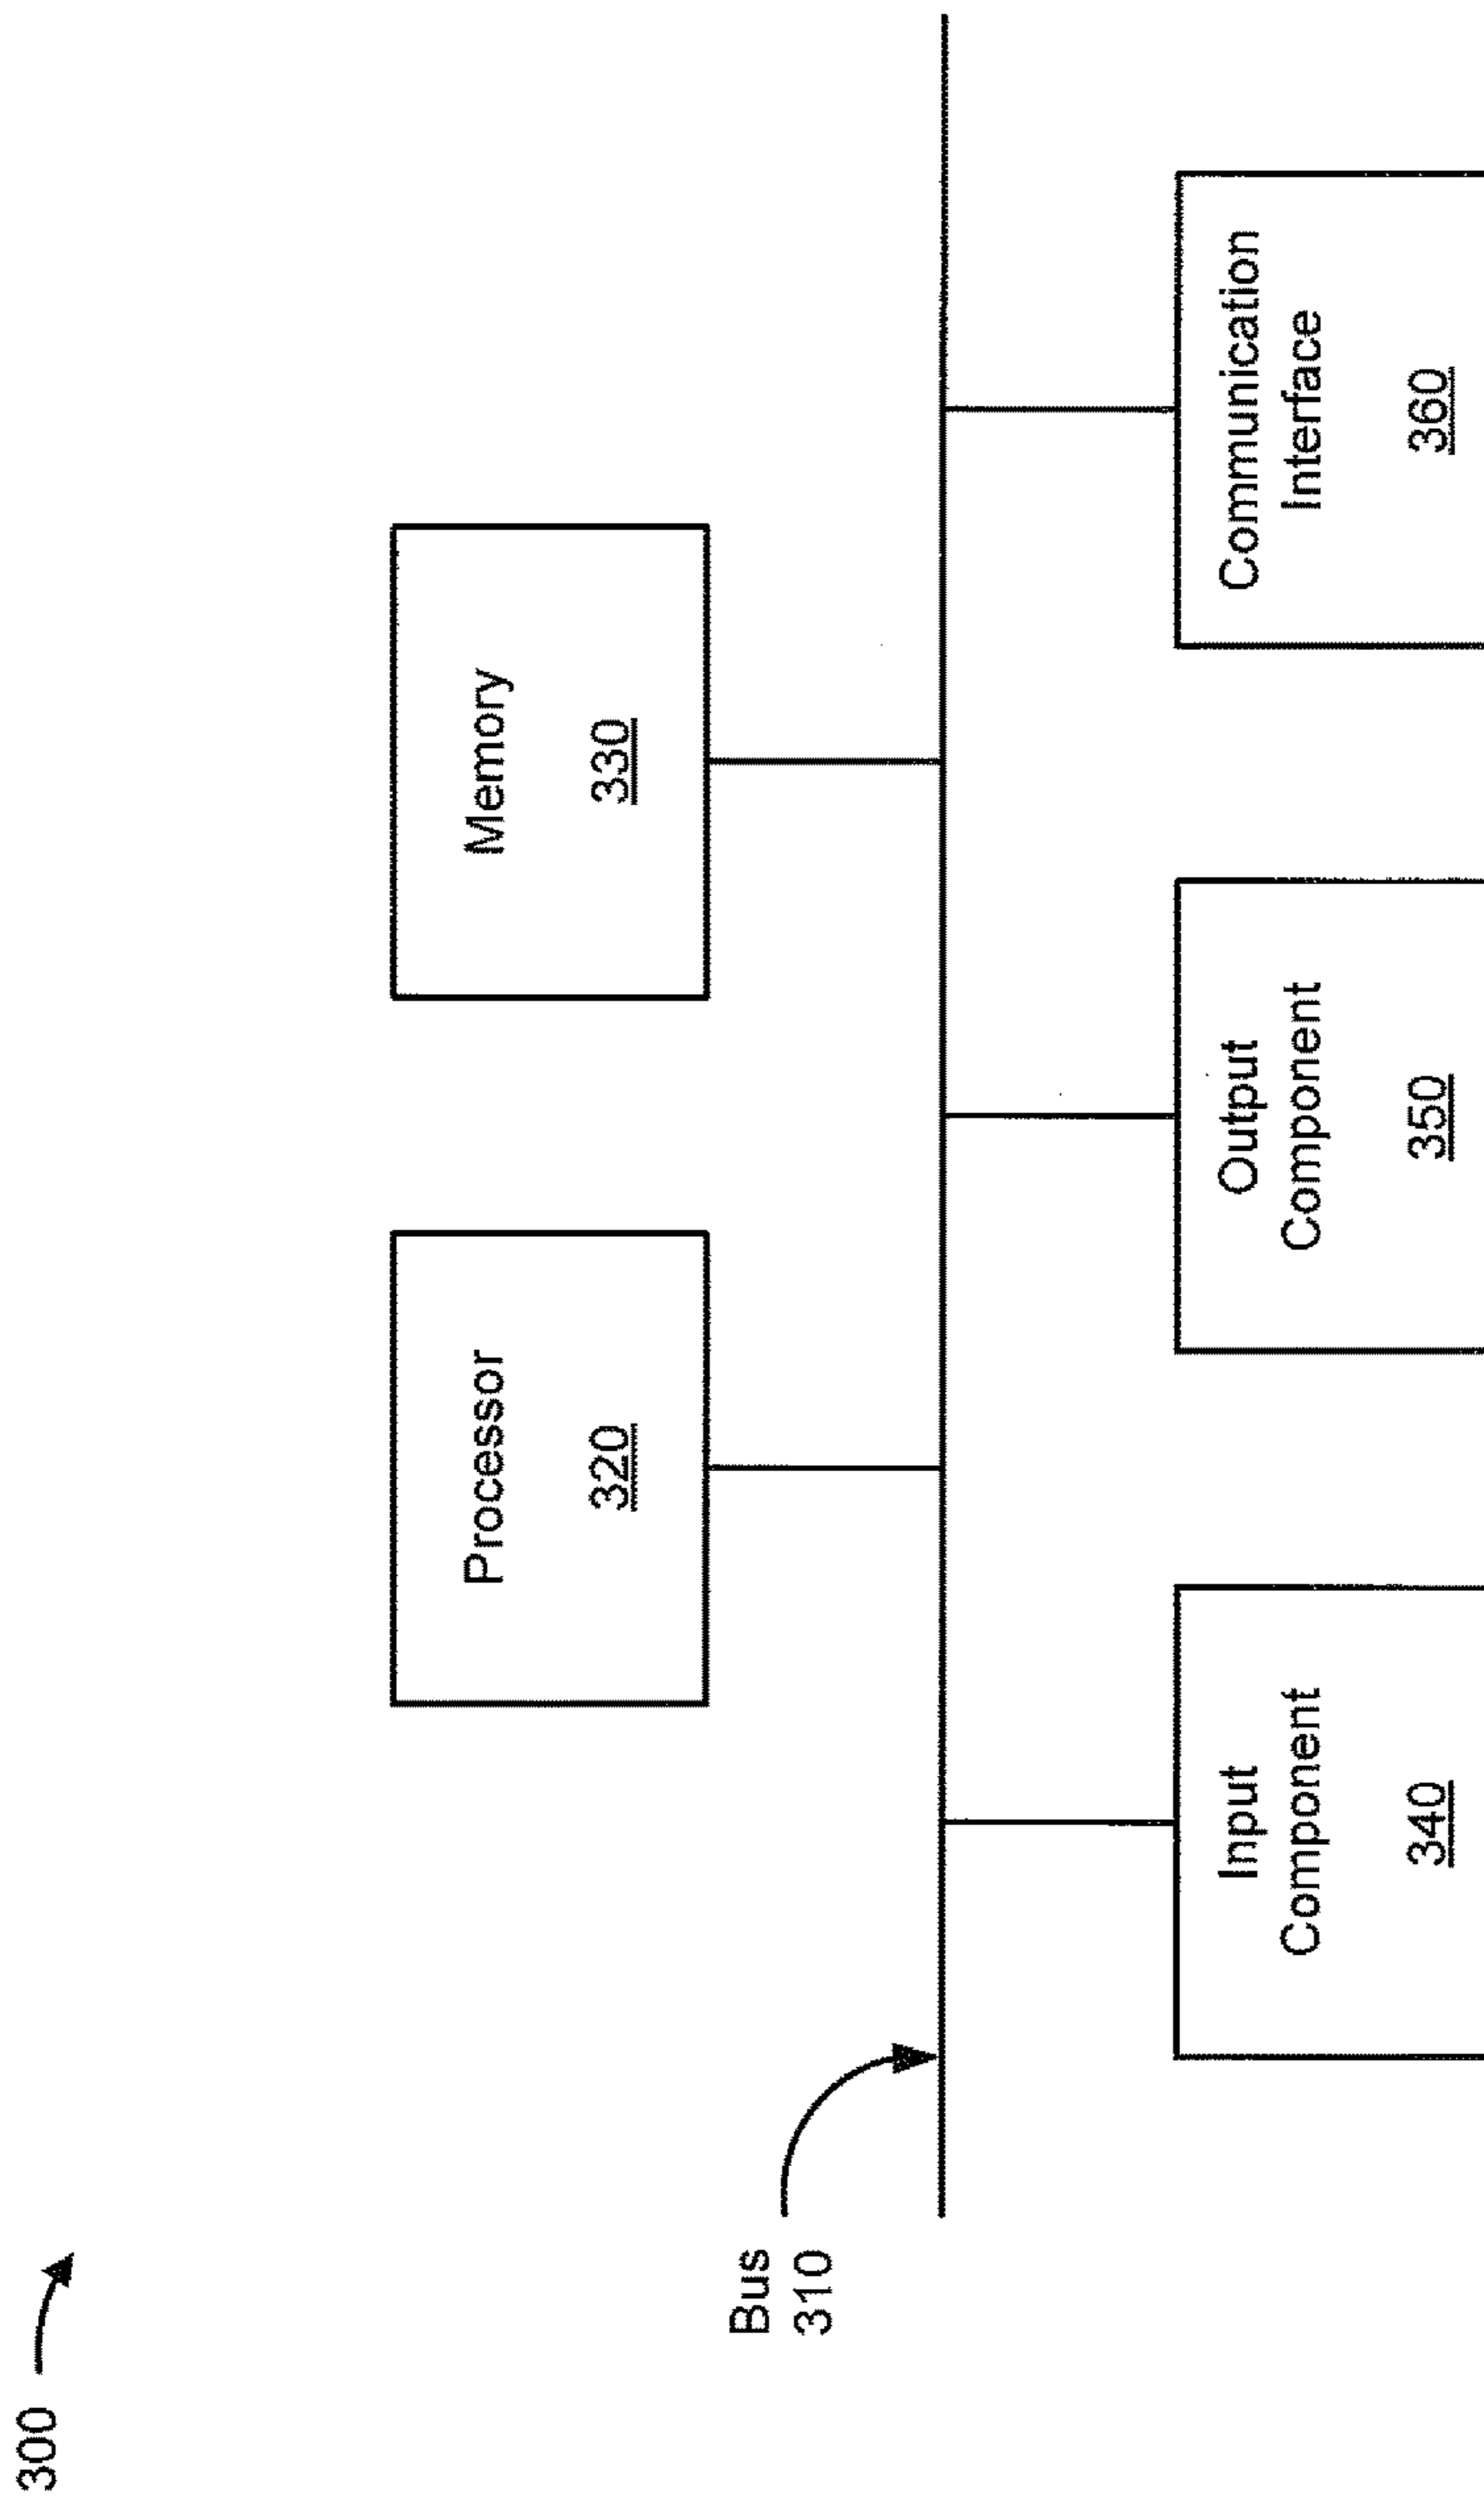 300
Bus
310
Processor
320
Memory
330
Input
Component
340
Output
Component
350
Communication
Interface
360